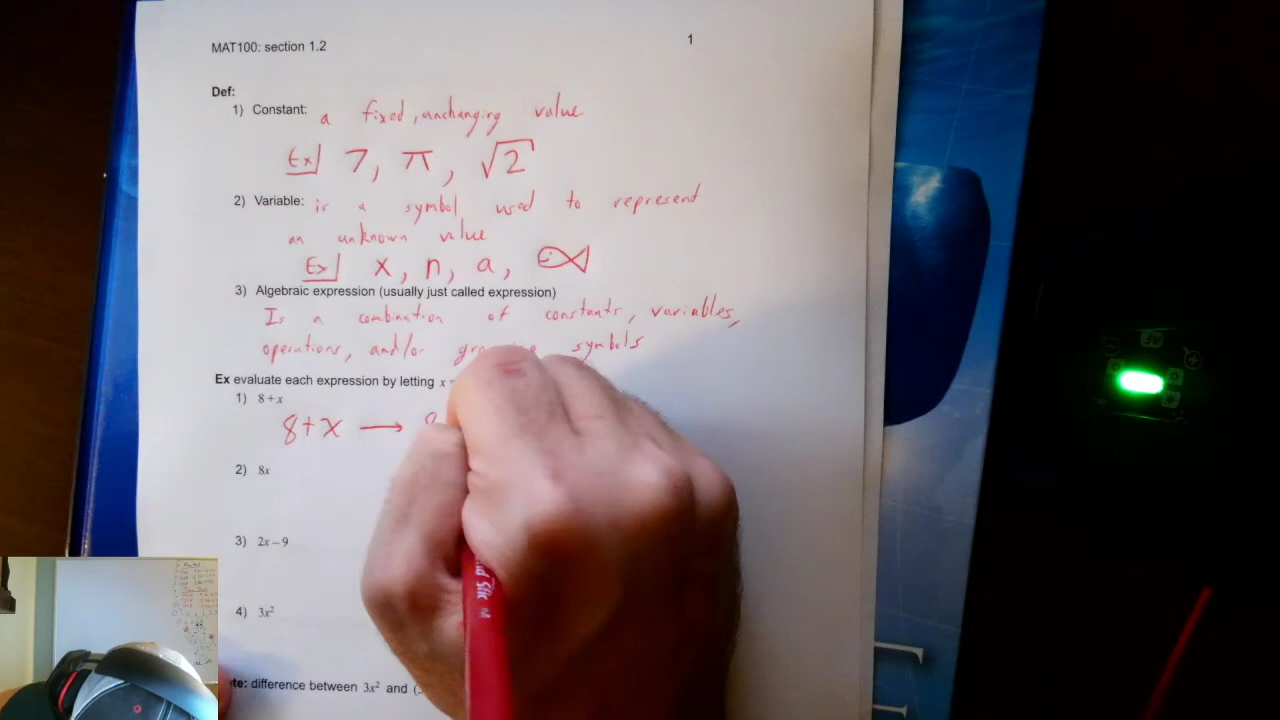 MAT100: section 1.2
1
Def:
1) Constant: a fixed, unchanging value
Ex 7, π, √2
2) Variable: is a symbol used to represent
an unknown value
Ex x, n, a,
3) Algebraic expression (usually just called expression)
Is a combination of constants, variables,
operations, and/or symbols
Ex evaluate each expression by letting x
1) 8+x
8+x → 8
2) 8x
3) 2x−9
4) 3x²
difference between 3x² and (